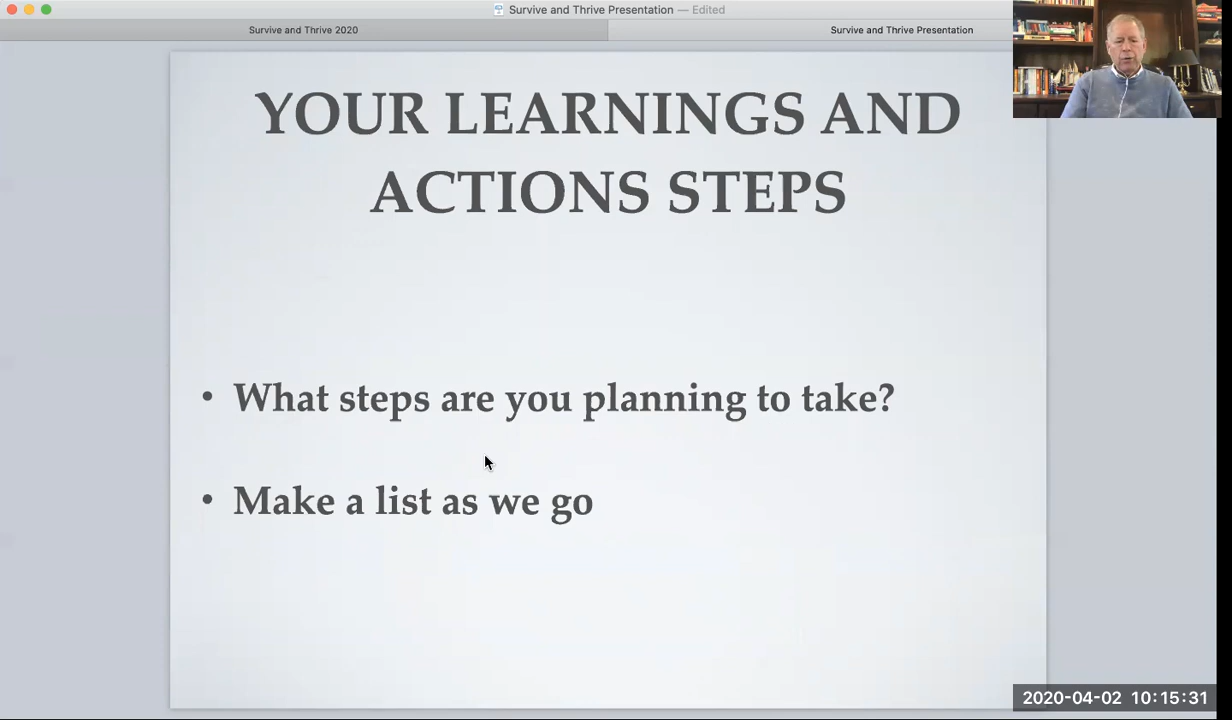 Survive and Thrive Presentation — Edited
Survive and Thrive 2020
Survive and Thrive Presentation
YOUR LEARNINGS AND
ACTIONS STEPS
• What steps are you planning to take?
• Make a list as we go
2020-04-02 10:15:31